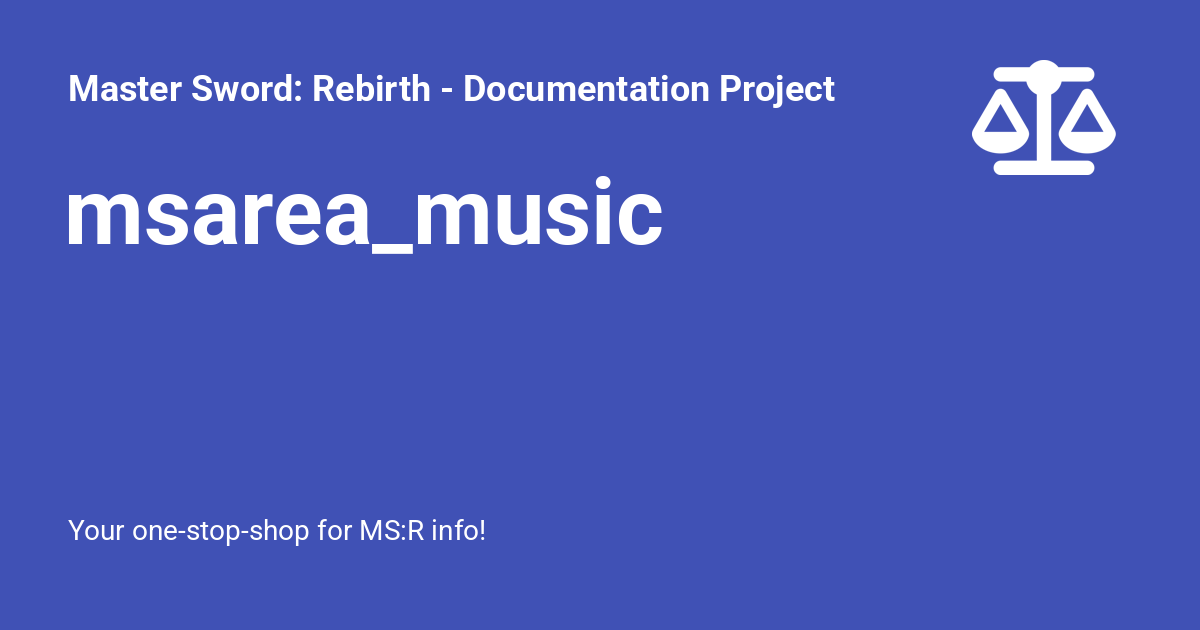 Master Sword: Rebirth - Documentation Project
msarea_music
Your one-stop-shop for MS:R info!